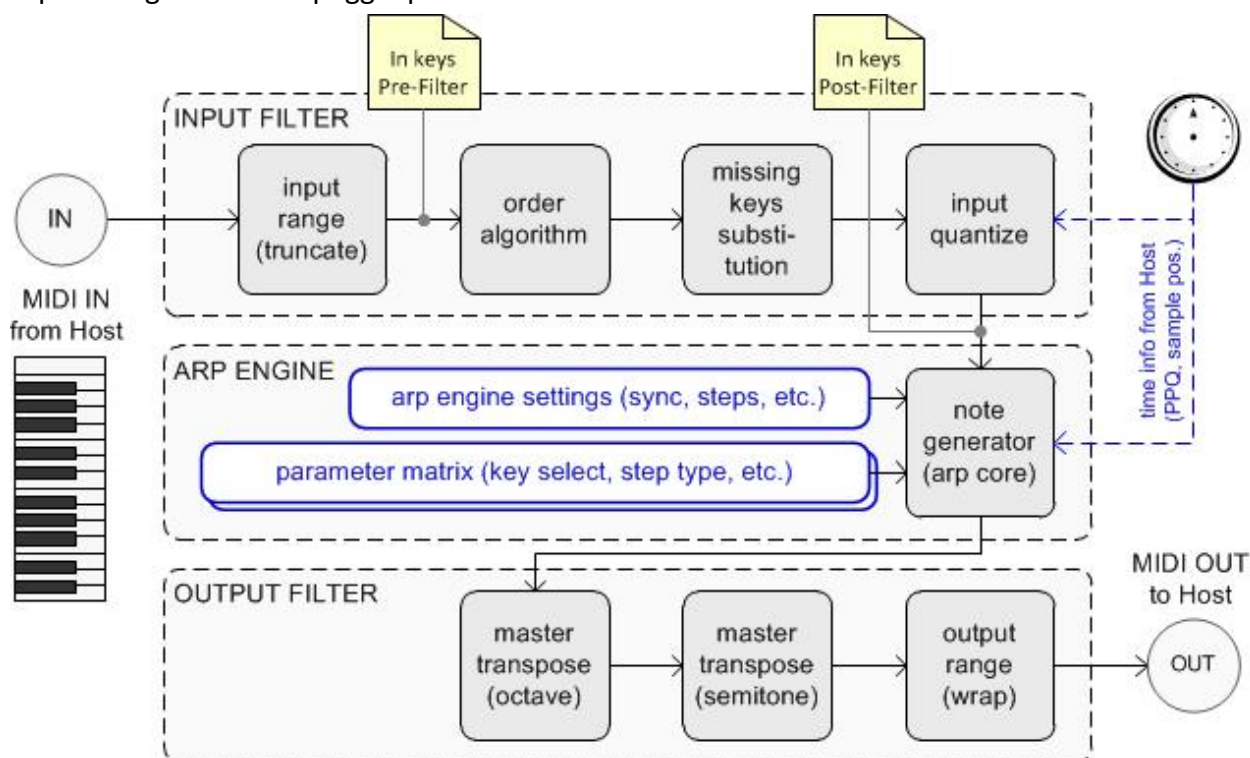 In keys
Pre-Filter
In keys
Post-Filter
INPUT FILTER
IN
input
range
(truncate)
order
algorithm
missing
keys
substi-
tution
input
quantize
MIDI IN
from Host
time info from Host
(PPQ, sample pos.)
ARP ENGINE
arp engine settings (sync, steps, etc.)
parameter matrix (key select, step type, etc.)
note
generator
(arp core)
OUTPUT FILTER
master
transpose
(octave)
master
transpose
(semitone)
output
range
(wrap)
MIDI OUT
to Host
OUT